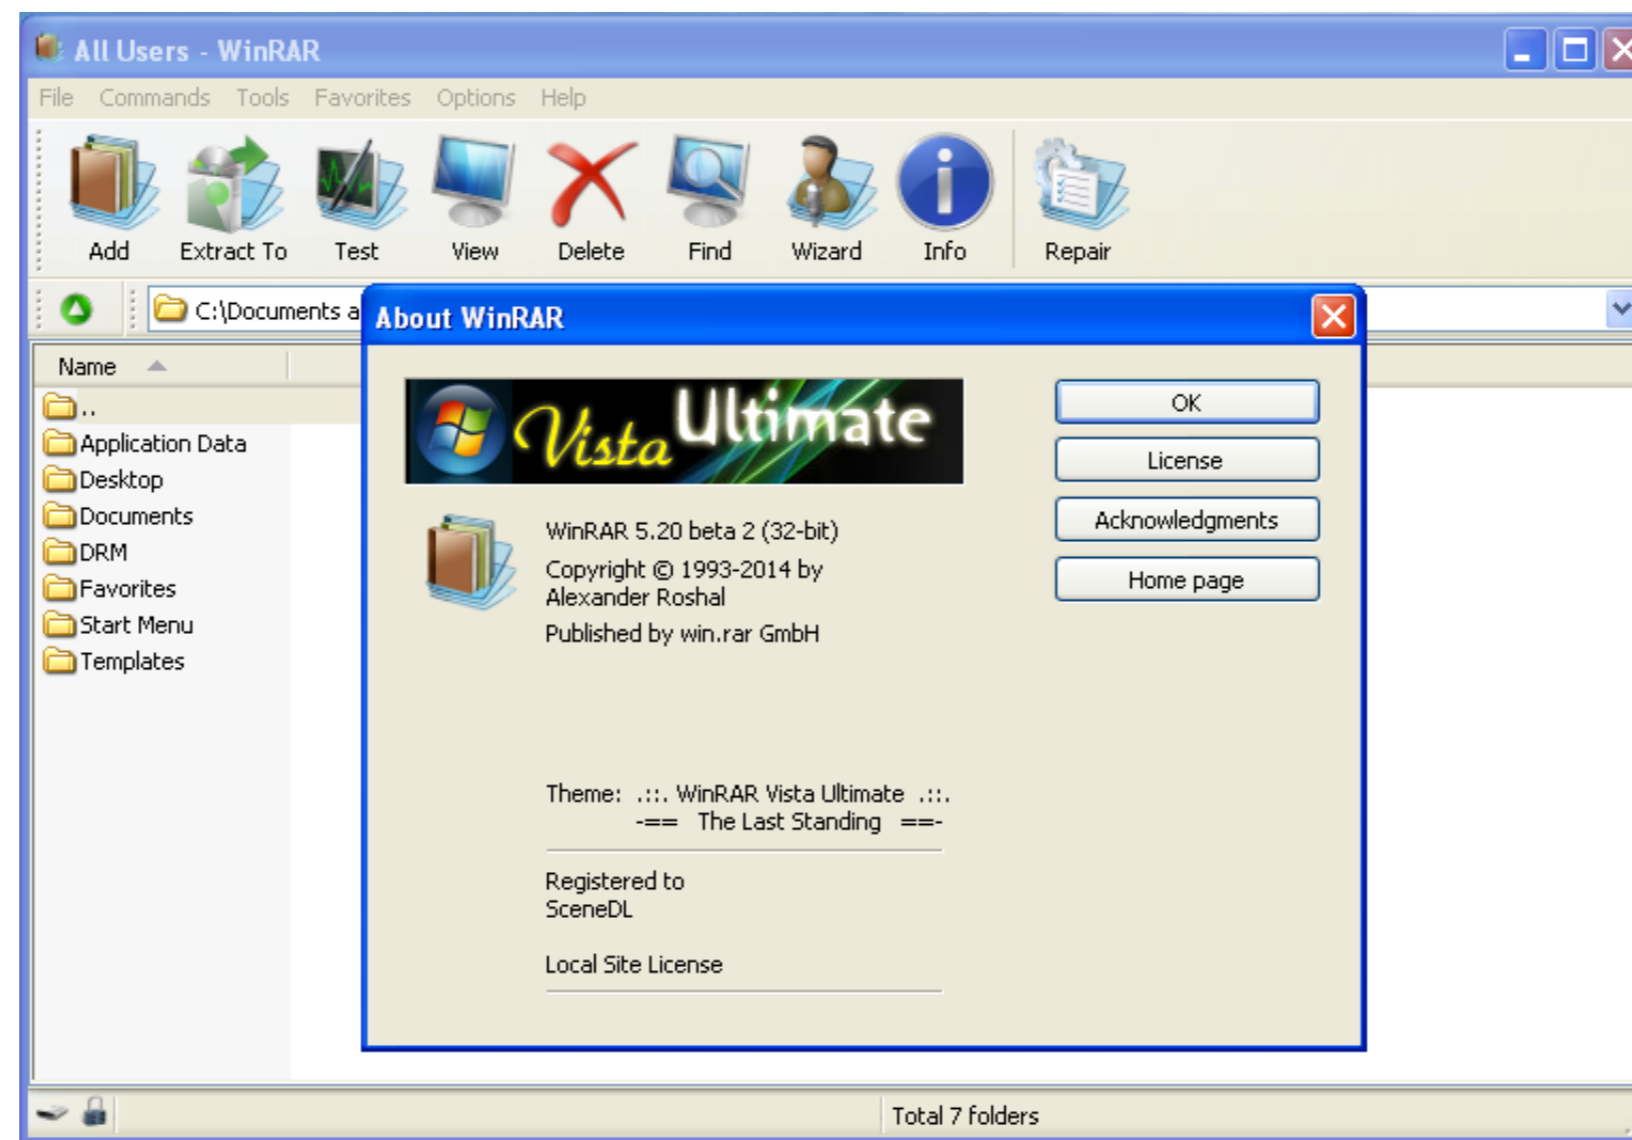 All Users - WinRAR
File Commands Tools Favorites Options Help
Add Extract To Test View Delete Find Wizard Info Repair
C:\Documents a
About WinRAR
Name
..
Application Data
Desktop
Documents
DRM
Favorites
Start Menu
Templates
Vista Ultimate
WinRAR 5.20 beta 2 (32-bit)
Copyright © 1993-2014 by
Alexander Roshal
Published by win.rar GmbH
Theme: .::. WinRAR Vista Ultimate .::.
-== The Last Standing ==-
Registered to
SceneDL
Local Site License
OK
License
Acknowledgments
Home page
Total 7 folders